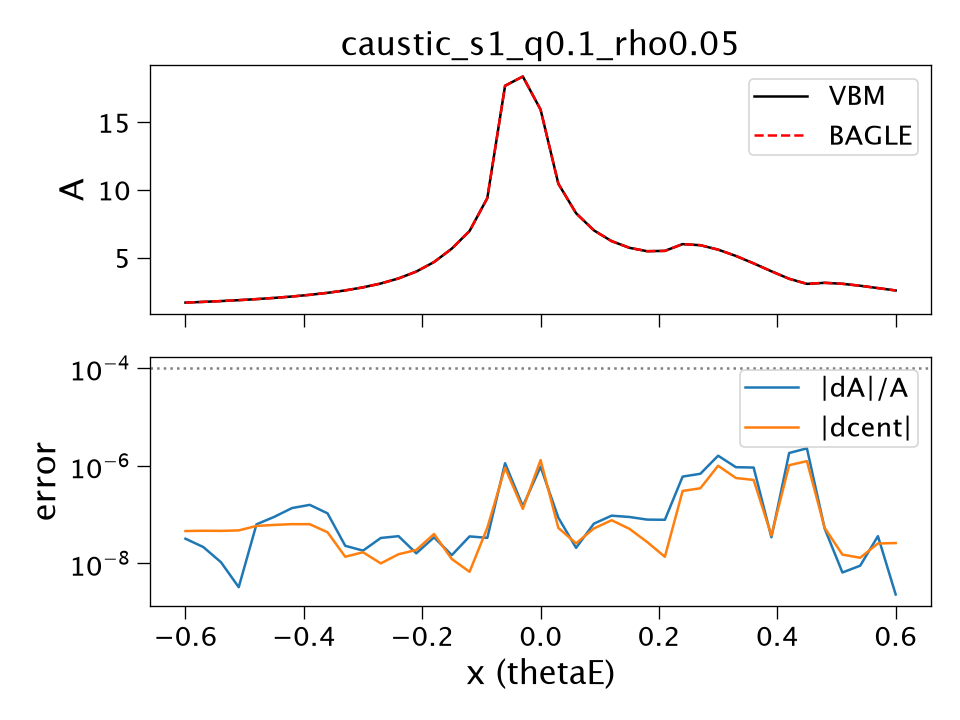 caustic_s1_q0.1_rho0.05
A
15
10
5
VBM
BAGLE
error
10⁻⁴
10⁻⁶
10⁻⁸
|dA|/A
|dcent|
−0.6 −0.4 −0.2 0.0 0.2 0.4 0.6
x (thetaE)